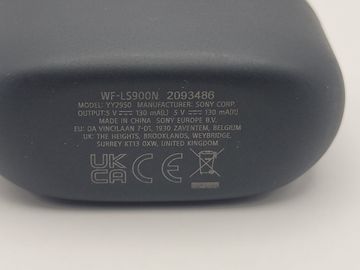 WF-LS900N 2093486
MODEL: YY2950 MANUFACTURER: SONY CORP.
OUTPUT: 5 V ⎓ 130 mA(L) 5 V ⎓ 130 mA(R)
MADE IN CHINA SONY EUROPE B.V.
EU: DA VINCILAAN 7-D1, 1930 ZAVENTEM, BELGIUM
UK: THE HEIGHTS, BROOKLANDS, WEYBRIDGE,
SURREY KT13 0XW, UNITED KINGDOM
UK
CA
CE